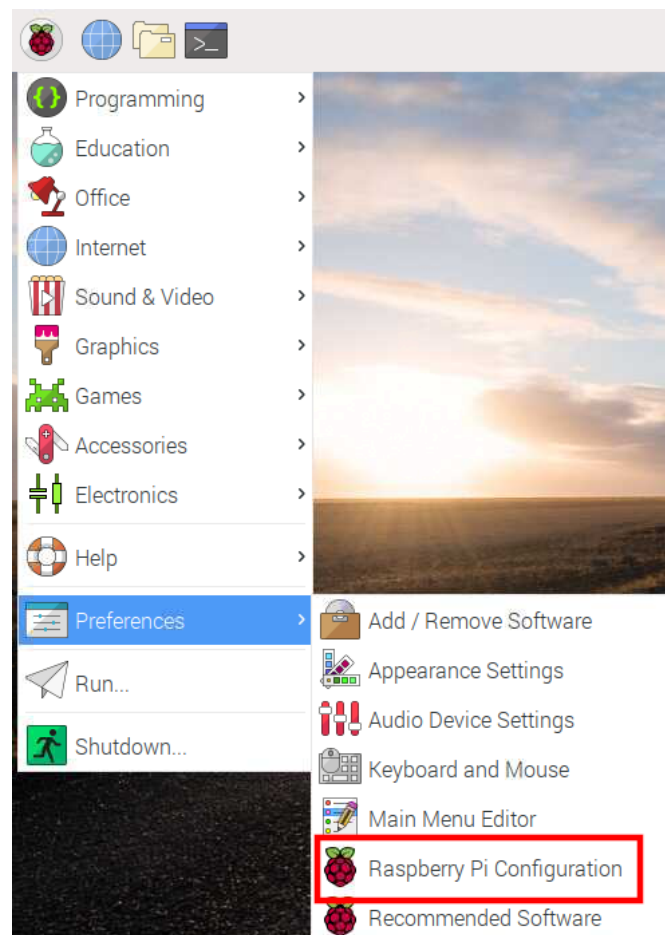 >_
Programming
Education
Office
Internet
Sound & Video
Graphics
Games
Accessories
Electronics
Help
Preferences
Run...
Shutdown...
Add / Remove Software
Appearance Settings
Audio Device Settings
Keyboard and Mouse
Main Menu Editor
Raspberry Pi Configuration
Recommended Software